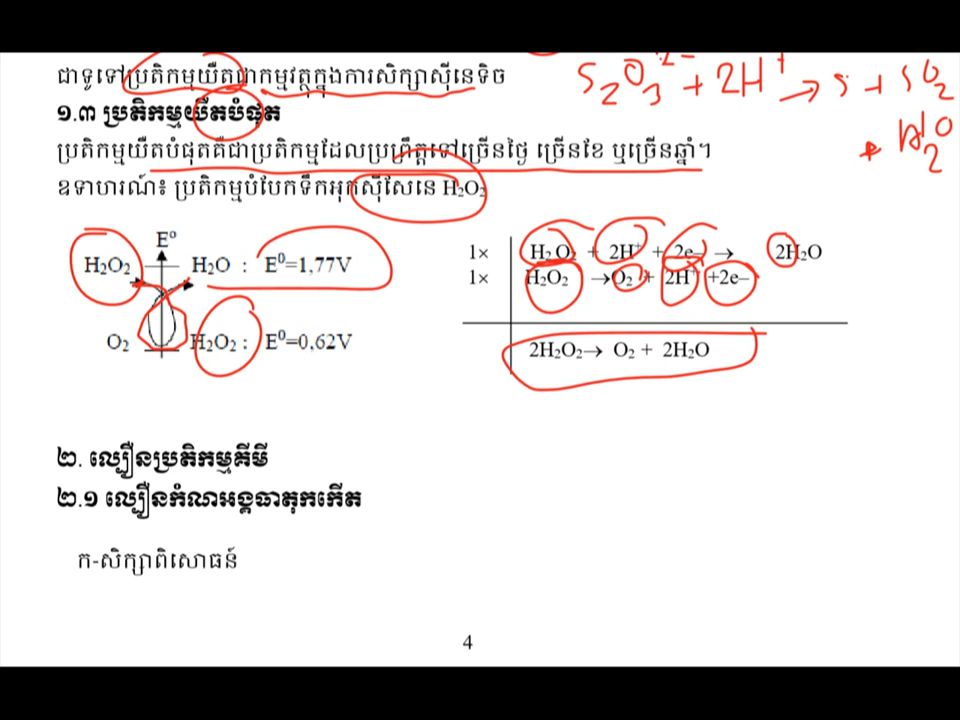 ជាទូទៅប្រតិកម្មយឺតជាកម្មវត្ថុក្នុងការសិក្សាស៊ីនេទិច
S₂O₃²⁻ + 2H⁺ → S + SO₂
+ H₂O
១.៣ ប្រតិកម្មយឺតបំផុត
ប្រតិកម្មយឺតបំផុតគឺជាប្រតិកម្មដែលប្រព្រឹត្តទៅច្រើនថ្ងៃ ច្រើនខែ ឬច្រើនឆ្នាំ។
ឧទាហរណ៍៖ ប្រតិកម្មបំបែកទឹកអុកស៊ីសែនេ H₂O₂
E⁰
H₂O₂ H₂O : E⁰=1,77V
O₂ H₂O₂ : E⁰=0,62V
1× H₂O₂ + 2H⁺ + 2e– → 2H₂O
1× H₂O₂ →O₂ + 2H⁺ +2e–
2H₂O₂→ O₂ + 2H₂O
២. ល្បឿនប្រតិកម្មគីមី
២.១ ល្បឿនកំណអង្គធាតុកកើត
ក-សិក្សាពិសោធន៍
4